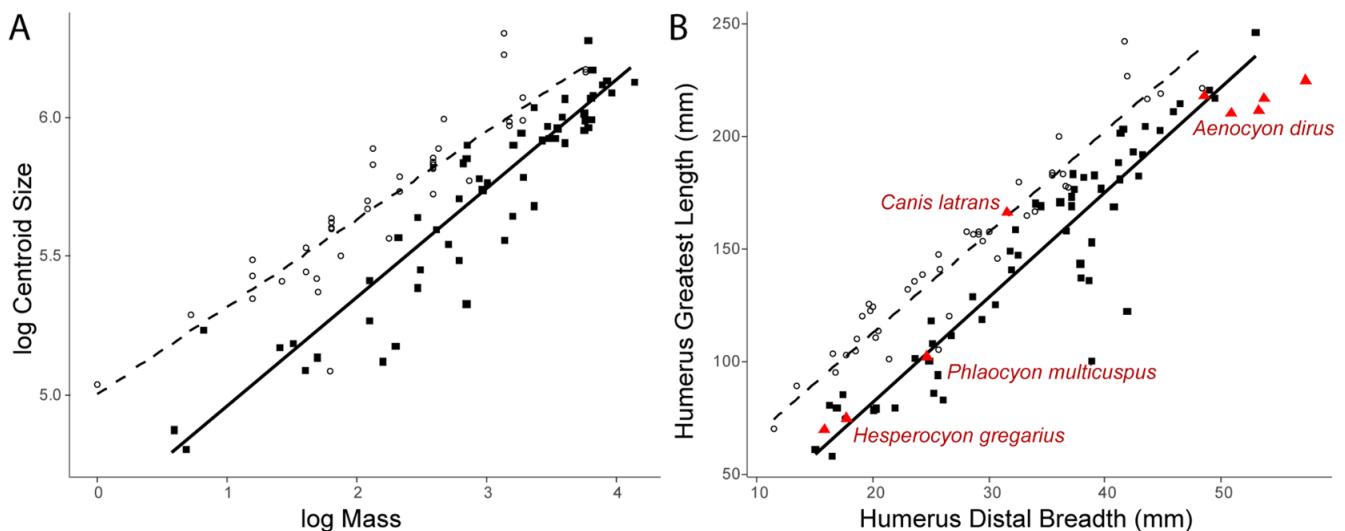 A
log Centroid Size
6.0
5.5
5.0
0
1
2
3
4
log Mass
B
Humerus Greatest Length (mm)
250
200
150
100
50
Aenocyon dirus
Canis latrans
Phlaocyon multicuspus
Hesperocyon gregarius
10
20
30
40
50
Humerus Distal Breadth (mm)